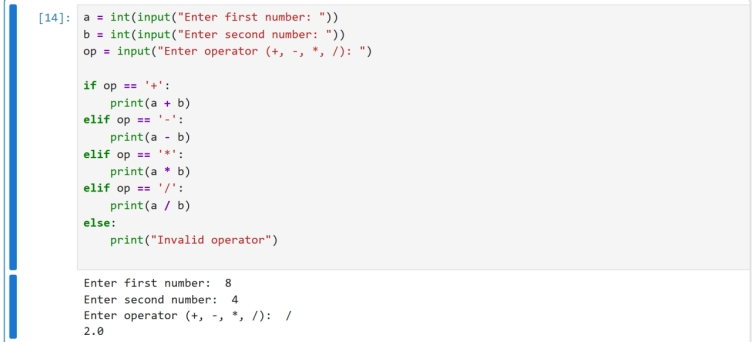 [14]: a = int(input("Enter first number: "))
b = int(input("Enter second number: "))
op = input("Enter operator (+, -, *, /): ")

if op == '+':
    print(a + b)
elif op == '-':
    print(a - b)
elif op == '*':
    print(a * b)
elif op == '/':
    print(a / b)
else:
    print("Invalid operator")

Enter first number:  8
Enter second number:  4
Enter operator (+, -, *, /):  /
2.0